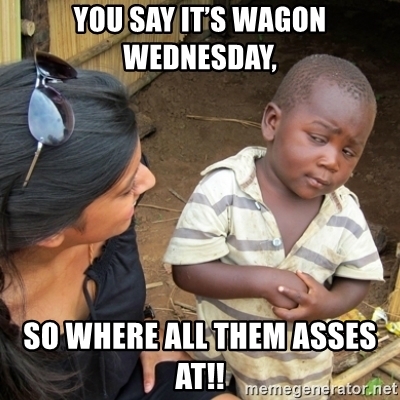 YOU SAY IT'S WAGON
WEDNESDAY,
SO WHERE ALL THEM ASSES
AT!!
memegenerator.net